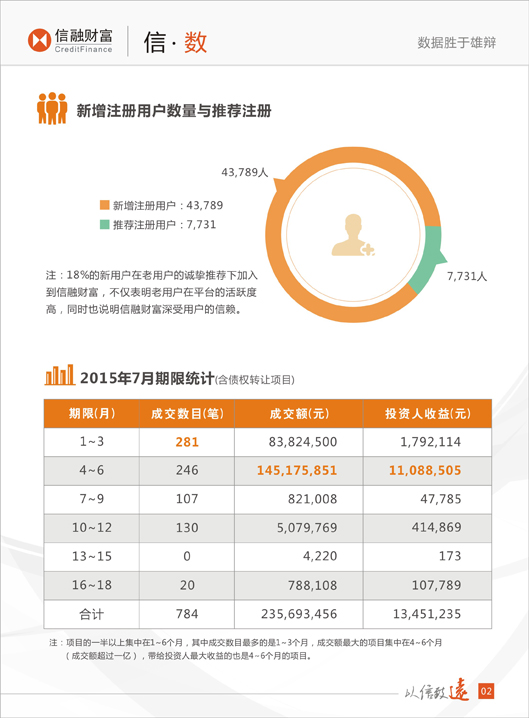 信融财富
CreditFinance
信·数
数据胜于雄辩
新增注册用户数量与推荐注册
43,789人
新增注册用户：43,789
推荐注册用户：7,731
7,731人
注：18%的新用户在老用户的诚挚推荐下加入
到信融财富，不仅表明老用户在平台的活跃度
高，同时也说明信融财富深受用户的信赖。
2015年7月期限统计(含债权转让项目)
期限(月) 成交数目(笔) 成交额(元) 投资人收益(元)
1~3 281 83,824,500 1,792,114
4~6 246 145,175,851 11,088,505
7~9 107 821,008 47,785
10~12 130 5,079,769 414,869
13~15 0 4,220 173
16~18 20 788,108 107,789
合计 784 235,693,456 13,451,235
注：项目的一半以上集中在1~6个月，其中成交数目最多的是1~3个月，成交额最大的项目集中在4~6个月
（成交额超过一亿），带给投资人最大收益的也是4~6个月的项目。
以信致远 02